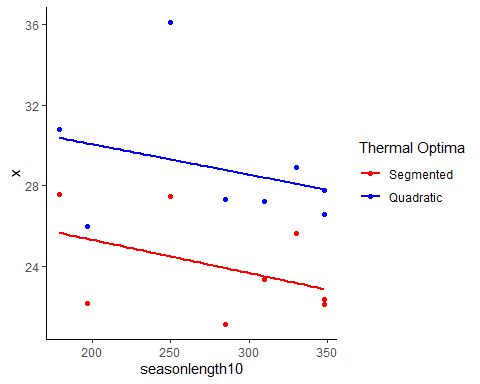 36
32
28
24
x
200
250
300
350
seasonlength10
Thermal Optima
Segmented
Quadratic